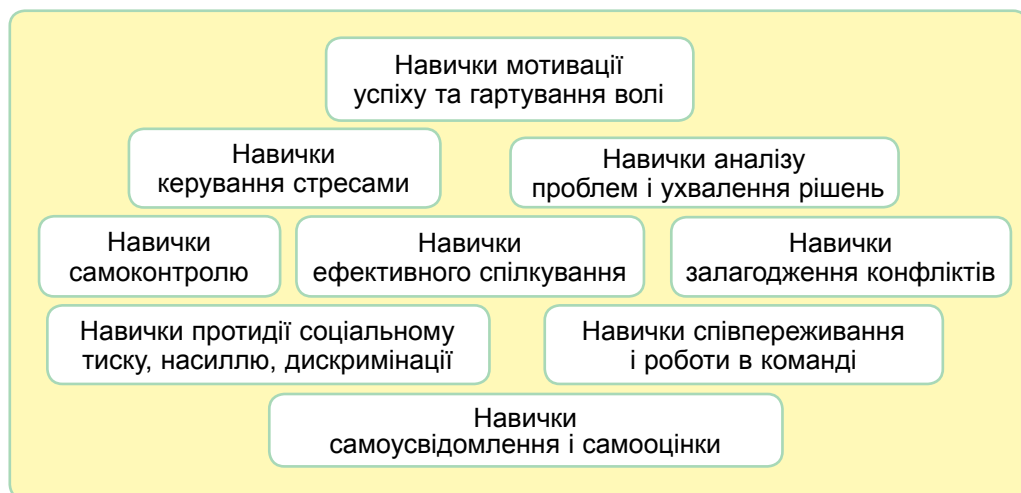 Навички мотивації
успіху та гартування волі
Навички
керування стресами
Навички аналізу
проблем і ухвалення рішень
Навички
самоконтролю
Навички
ефективного спілкування
Навички
залагодження конфліктів
Навички протидії соціальному
тиску, насиллю, дискримінації
Навички співпереживання
і роботи в команді
Навички
самоусвідомлення і самооцінки